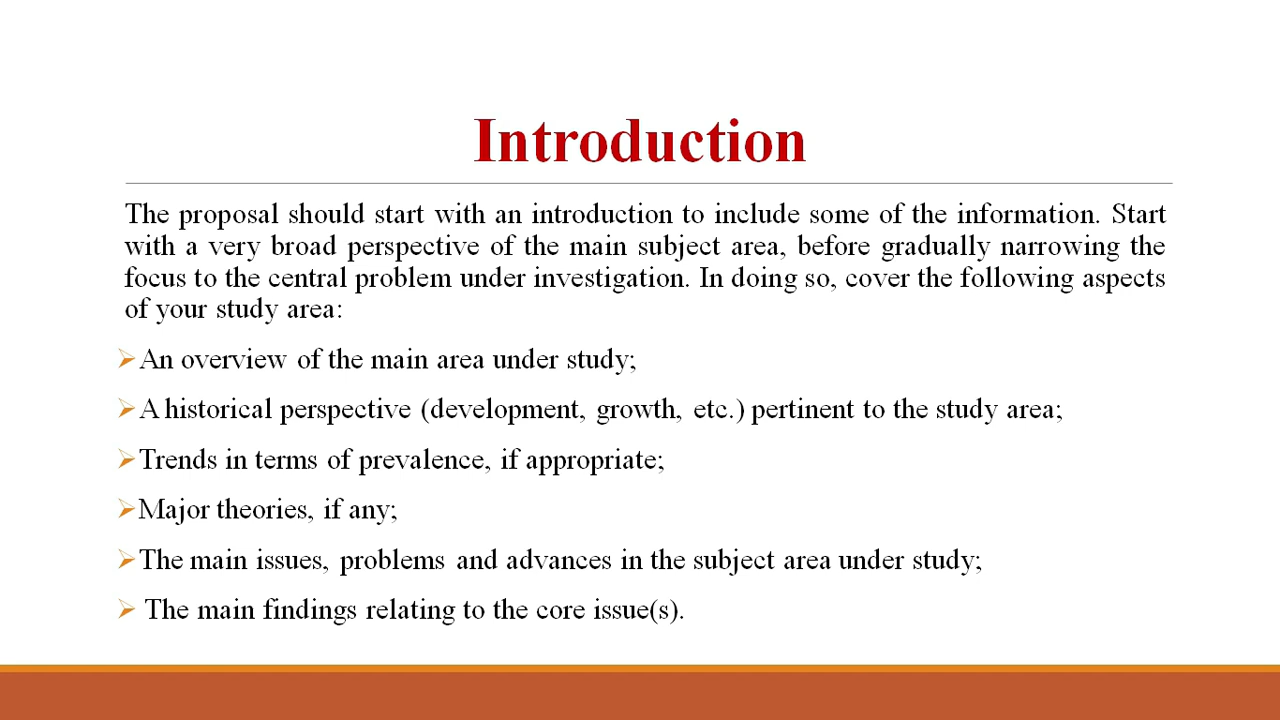 Introduction
The proposal should start with an introduction to include some of the information. Start
with a very broad perspective of the main subject area, before gradually narrowing the
focus to the central problem under investigation. In doing so, cover the following aspects
of your study area:
➢An overview of the main area under study;
➢A historical perspective (development, growth, etc.) pertinent to the study area;
➢Trends in terms of prevalence, if appropriate;
➢Major theories, if any;
➢The main issues, problems and advances in the subject area under study;
➢ The main findings relating to the core issue(s).